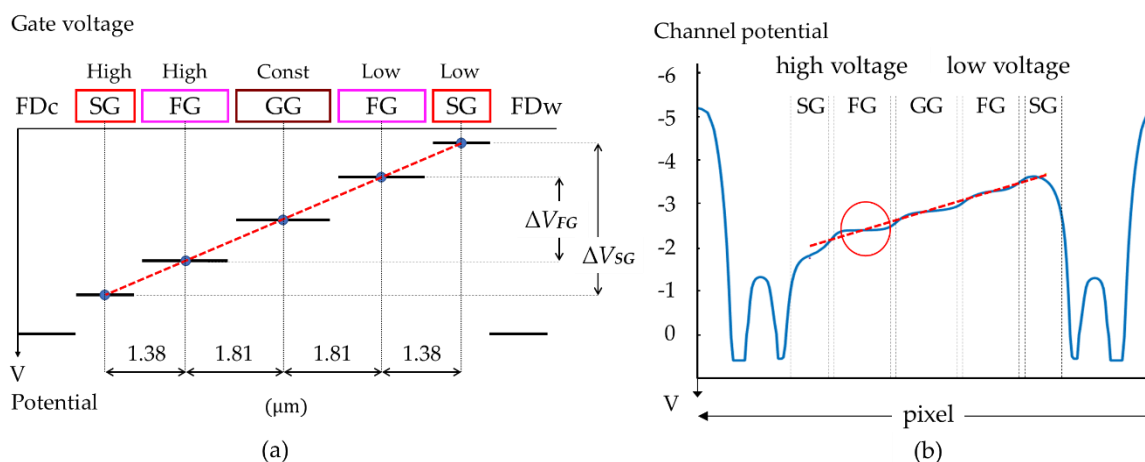 Gate voltage
High High Const Low Low
FDc SG FG GG FG SG FDw
ΔV_FG
ΔV_SG
1.38 1.81 1.81 1.38
V
Potential (μm)
(a)
Channel potential
-6
high voltage low voltage
-5
SG FG GG FG SG
-4
-3
-2
-1
0
V
pixel
(b)